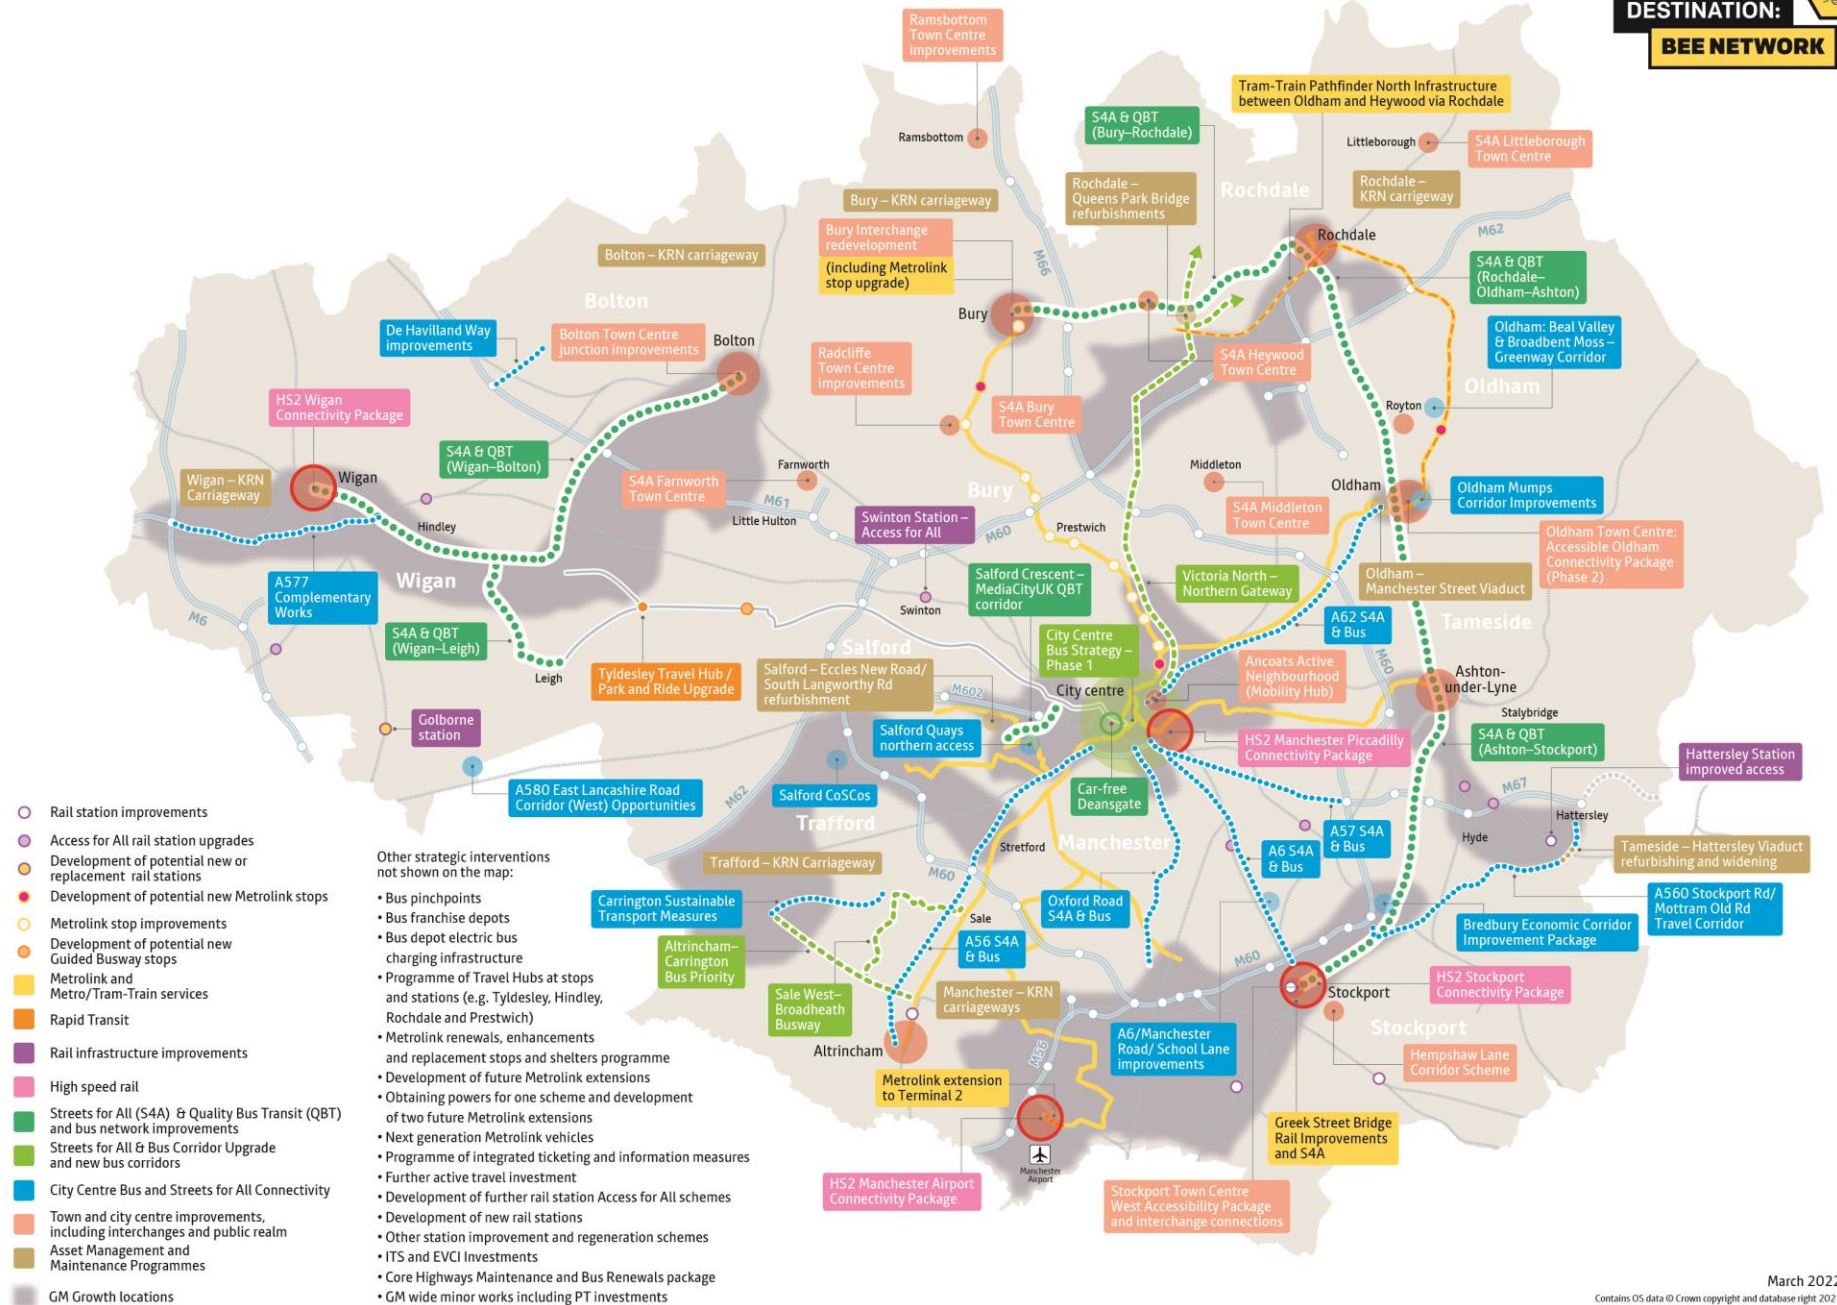 DESTINATION:
BEE NETWORK
Ramsbottom
Town Centre
improvements
Ramsbottom
Tram-Train Pathfinder North Infrastructure
between Oldham and Heywood via Rochdale
S4A & QBT
(Bury–Rochdale)
Littleborough
S4A Littleborough
Town Centre
Rochdale –
Queens Park Bridge
refurbishments
Rochdale
Rochdale –
KRN carrigeway
Bury – KRN carriageway
Bury Interchange
redevelopment
(including Metrolink
stop upgrade)
M66
Rochdale
M62
Bolton – KRN carriageway
S4A & QBT
(Rochdale–
Oldham–Ashton)
Bolton
Bury
De Havilland Way
improvements
Bolton Town Centre
junction improvements
Bolton
Radcliffe
Town Centre
improvements
S4A Heywood
Town Centre
Oldham: Beal Valley
& Broadbent Moss –
Greenway Corridor
Oldham
Royton
HS2 Wigan
Connectivity Package
S4A Bury
Town Centre
S4A & QBT
(Wigan–Bolton)
Wigan – KRN
Carriageway
Wigan
Farnworth
S4A Farnworth
Town Centre
M61
Little Hulton
Bury
Middleton
S4A Middleton
Town Centre
Oldham
Oldham Mumps
Corridor Improvements
Hindley
Swinton Station –
Access for All
M60
Prestwich
Oldham Town Centre:
Accessible Oldham
Connectivity Package
(Phase 2)
A577
Complementary
Works
Wigan
Swinton
Salford Crescent –
MediaCityUK QBT
corridor
Victoria North –
Northern Gateway
Oldham –
Manchester Street Viaduct
M6
S4A & QBT
(Wigan–Leigh)
Leigh
Tyldesley Travel Hub /
Park and Ride Upgrade
Salford
City Centre
Bus Strategy –
Phase 1
A62 S4A
& Bus
Tameside
M60
Salford – Eccles New Road/
South Langworthy Rd
refurbishment
M602
City centre
Ancoats Active
Neighbourhood
(Mobility Hub)
Ashton-
under-Lyne
Stalybridge
Golborne
station
Salford Quays
northern access
HS2 Manchester Piccadilly
Connectivity Package
S4A & QBT
(Ashton–Stockport)
Hattersley Station
improved access
A580 East Lancashire Road
Corridor (West) Opportunities
M62
Salford CoSCos
Car-free
Deansgate
M67
Hattersley
Trafford
Manchester
Stretford
A57 S4A
& Bus
Hyde
Trafford – KRN Carriageway
M60
A6 S4A
& Bus
Tameside – Hattersley Viaduct
refurbishing and widening
Carrington Sustainable
Transport Measures
Sale
Oxford Road
S4A & Bus
Bredbury Economic Corridor
Improvement Package
A560 Stockport Rd/
Mottram Old Rd
Travel Corridor
Altrincham–
Carrington
Bus Priority
A56 S4A
& Bus
M60
Sale West–
Broadheath
Busway
Manchester – KRN
carriageways
HS2 Stockport
Connectivity Package
Stockport
Stockport
Altrincham
M56
A6/Manchester
Road/ School Lane
improvements
Hempshaw Lane
Corridor Scheme
Metrolink extension
to Terminal 2
Greek Street Bridge
Rail Improvements
and S4A
Manchester
Airport
HS2 Manchester Airport
Connectivity Package
Stockport Town Centre
West Accessibility Package
and interchange connections
Rail station improvements
Access for All rail station upgrades
Development of potential new or
replacement rail stations
Development of potential new Metrolink stops
Metrolink stop improvements
Development of potential new
Guided Busway stops
Metrolink and
Metro/Tram-Train services
Rapid Transit
Rail infrastructure improvements
High speed rail
Streets for All (S4A) & Quality Bus Transit (QBT)
and bus network improvements
Streets for All & Bus Corridor Upgrade
and new bus corridors
City Centre Bus and Streets for All Connectivity
Town and city centre improvements,
including interchanges and public realm
Asset Management and
Maintenance Programmes
GM Growth locations
Other strategic interventions
not shown on the map:
• Bus pinchpoints
• Bus franchise depots
• Bus depot electric bus
charging infrastructure
• Programme of Travel Hubs at stops
and stations (e.g. Tyldesley, Hindley,
Rochdale and Prestwich)
• Metrolink renewals, enhancements
and replacement stops and shelters programme
• Development of future Metrolink extensions
• Obtaining powers for one scheme and development
of two future Metrolink extensions
• Next generation Metrolink vehicles
• Programme of integrated ticketing and information measures
• Further active travel investment
• Development of further rail station Access for All schemes
• Development of new rail stations
• Other station improvement and regeneration schemes
• ITS and EVCI Investments
• Core Highways Maintenance and Bus Renewals package
• GM wide minor works including PT investments
March 2022
Contains OS data © Crown copyright and database right 202